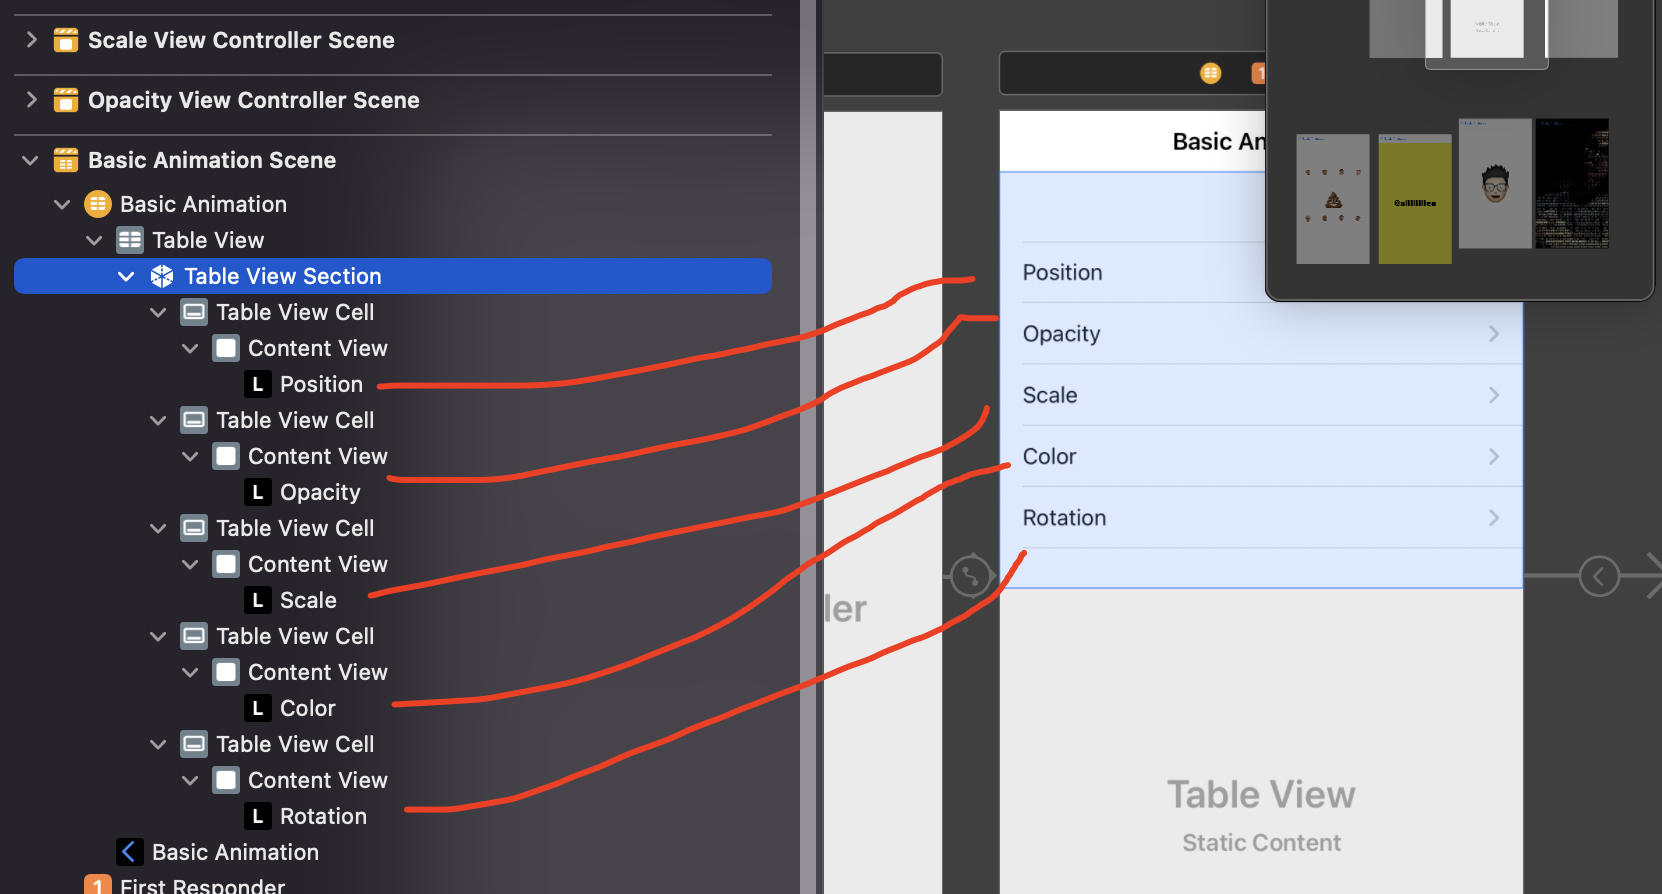 Scale View Controller Scene
Opacity View Controller Scene
Basic Animation Scene
Basic Animation
Table View
Table View Section
Table View Cell
Content View
L Position
Table View Cell
Content View
L Opacity
Table View Cell
Content View
L Scale
Table View Cell
Content View
L Color
Table View Cell
Content View
L Rotation
Basic Animation
1 First Responder
ler
1
Basic An
Position
Opacity
Scale
Color
Rotation
Table View
Static Content